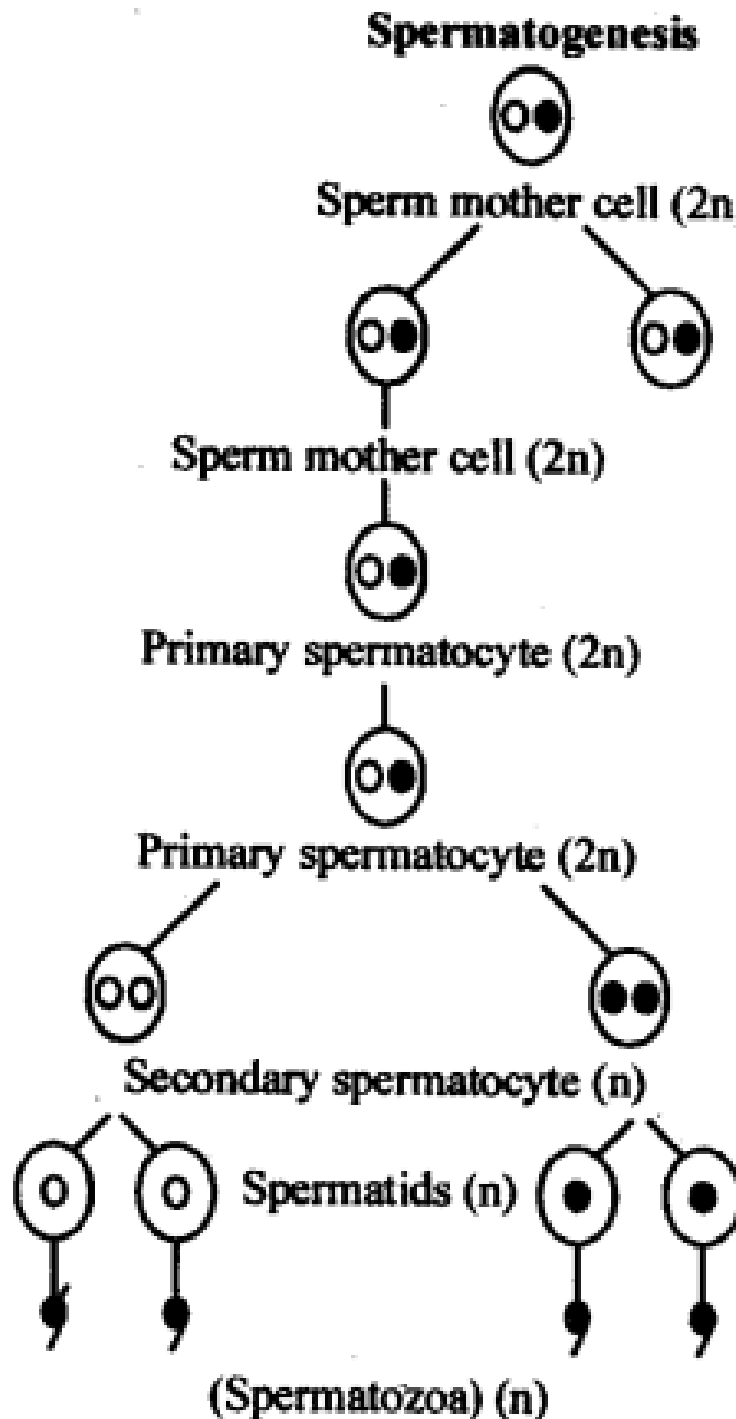 Spermatogenesis
Sperm mother cell (2n
Sperm mother cell (2n)
Primary spermatocyte (2n)
Primary spermatocyte (2n)
Secondary spermatocyte (n)
Spermatids (n)
(Spermatozoa) (n)